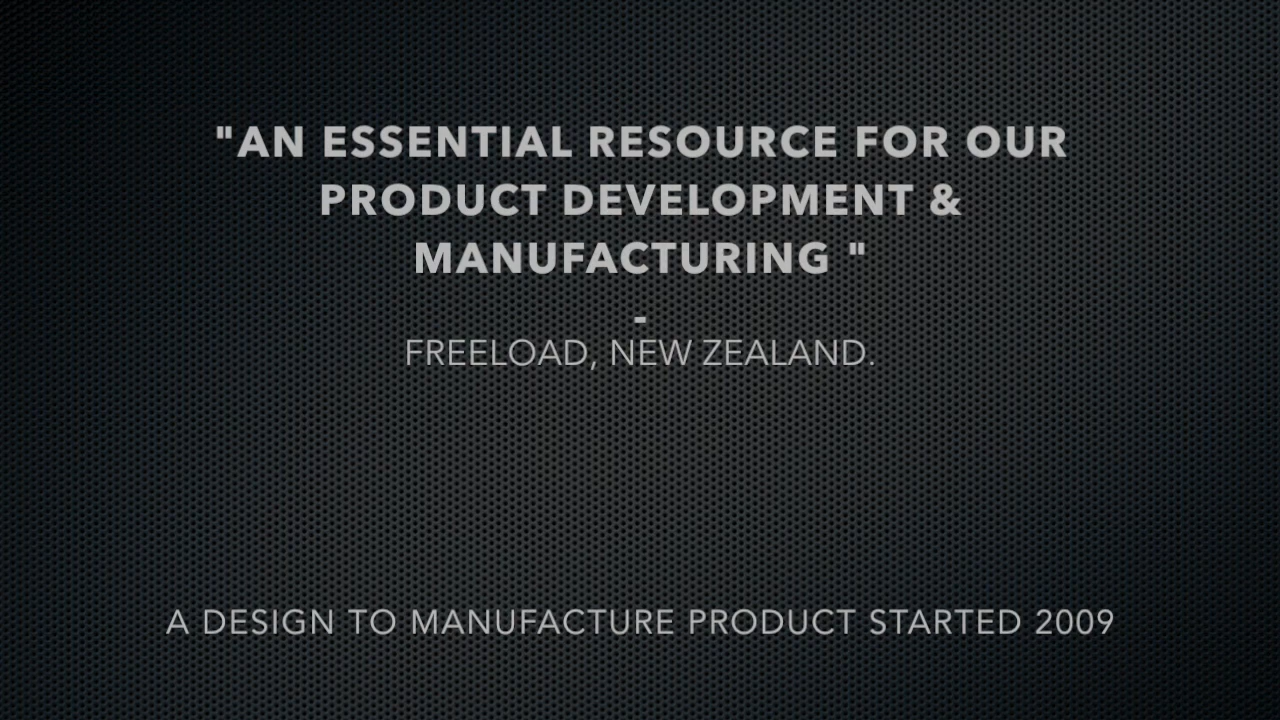 "AN ESSENTIAL RESOURCE FOR OUR
PRODUCT DEVELOPMENT &
MANUFACTURING "
-
FREELOAD, NEW ZEALAND.
A DESIGN TO MANUFACTURE PRODUCT STARTED 2009